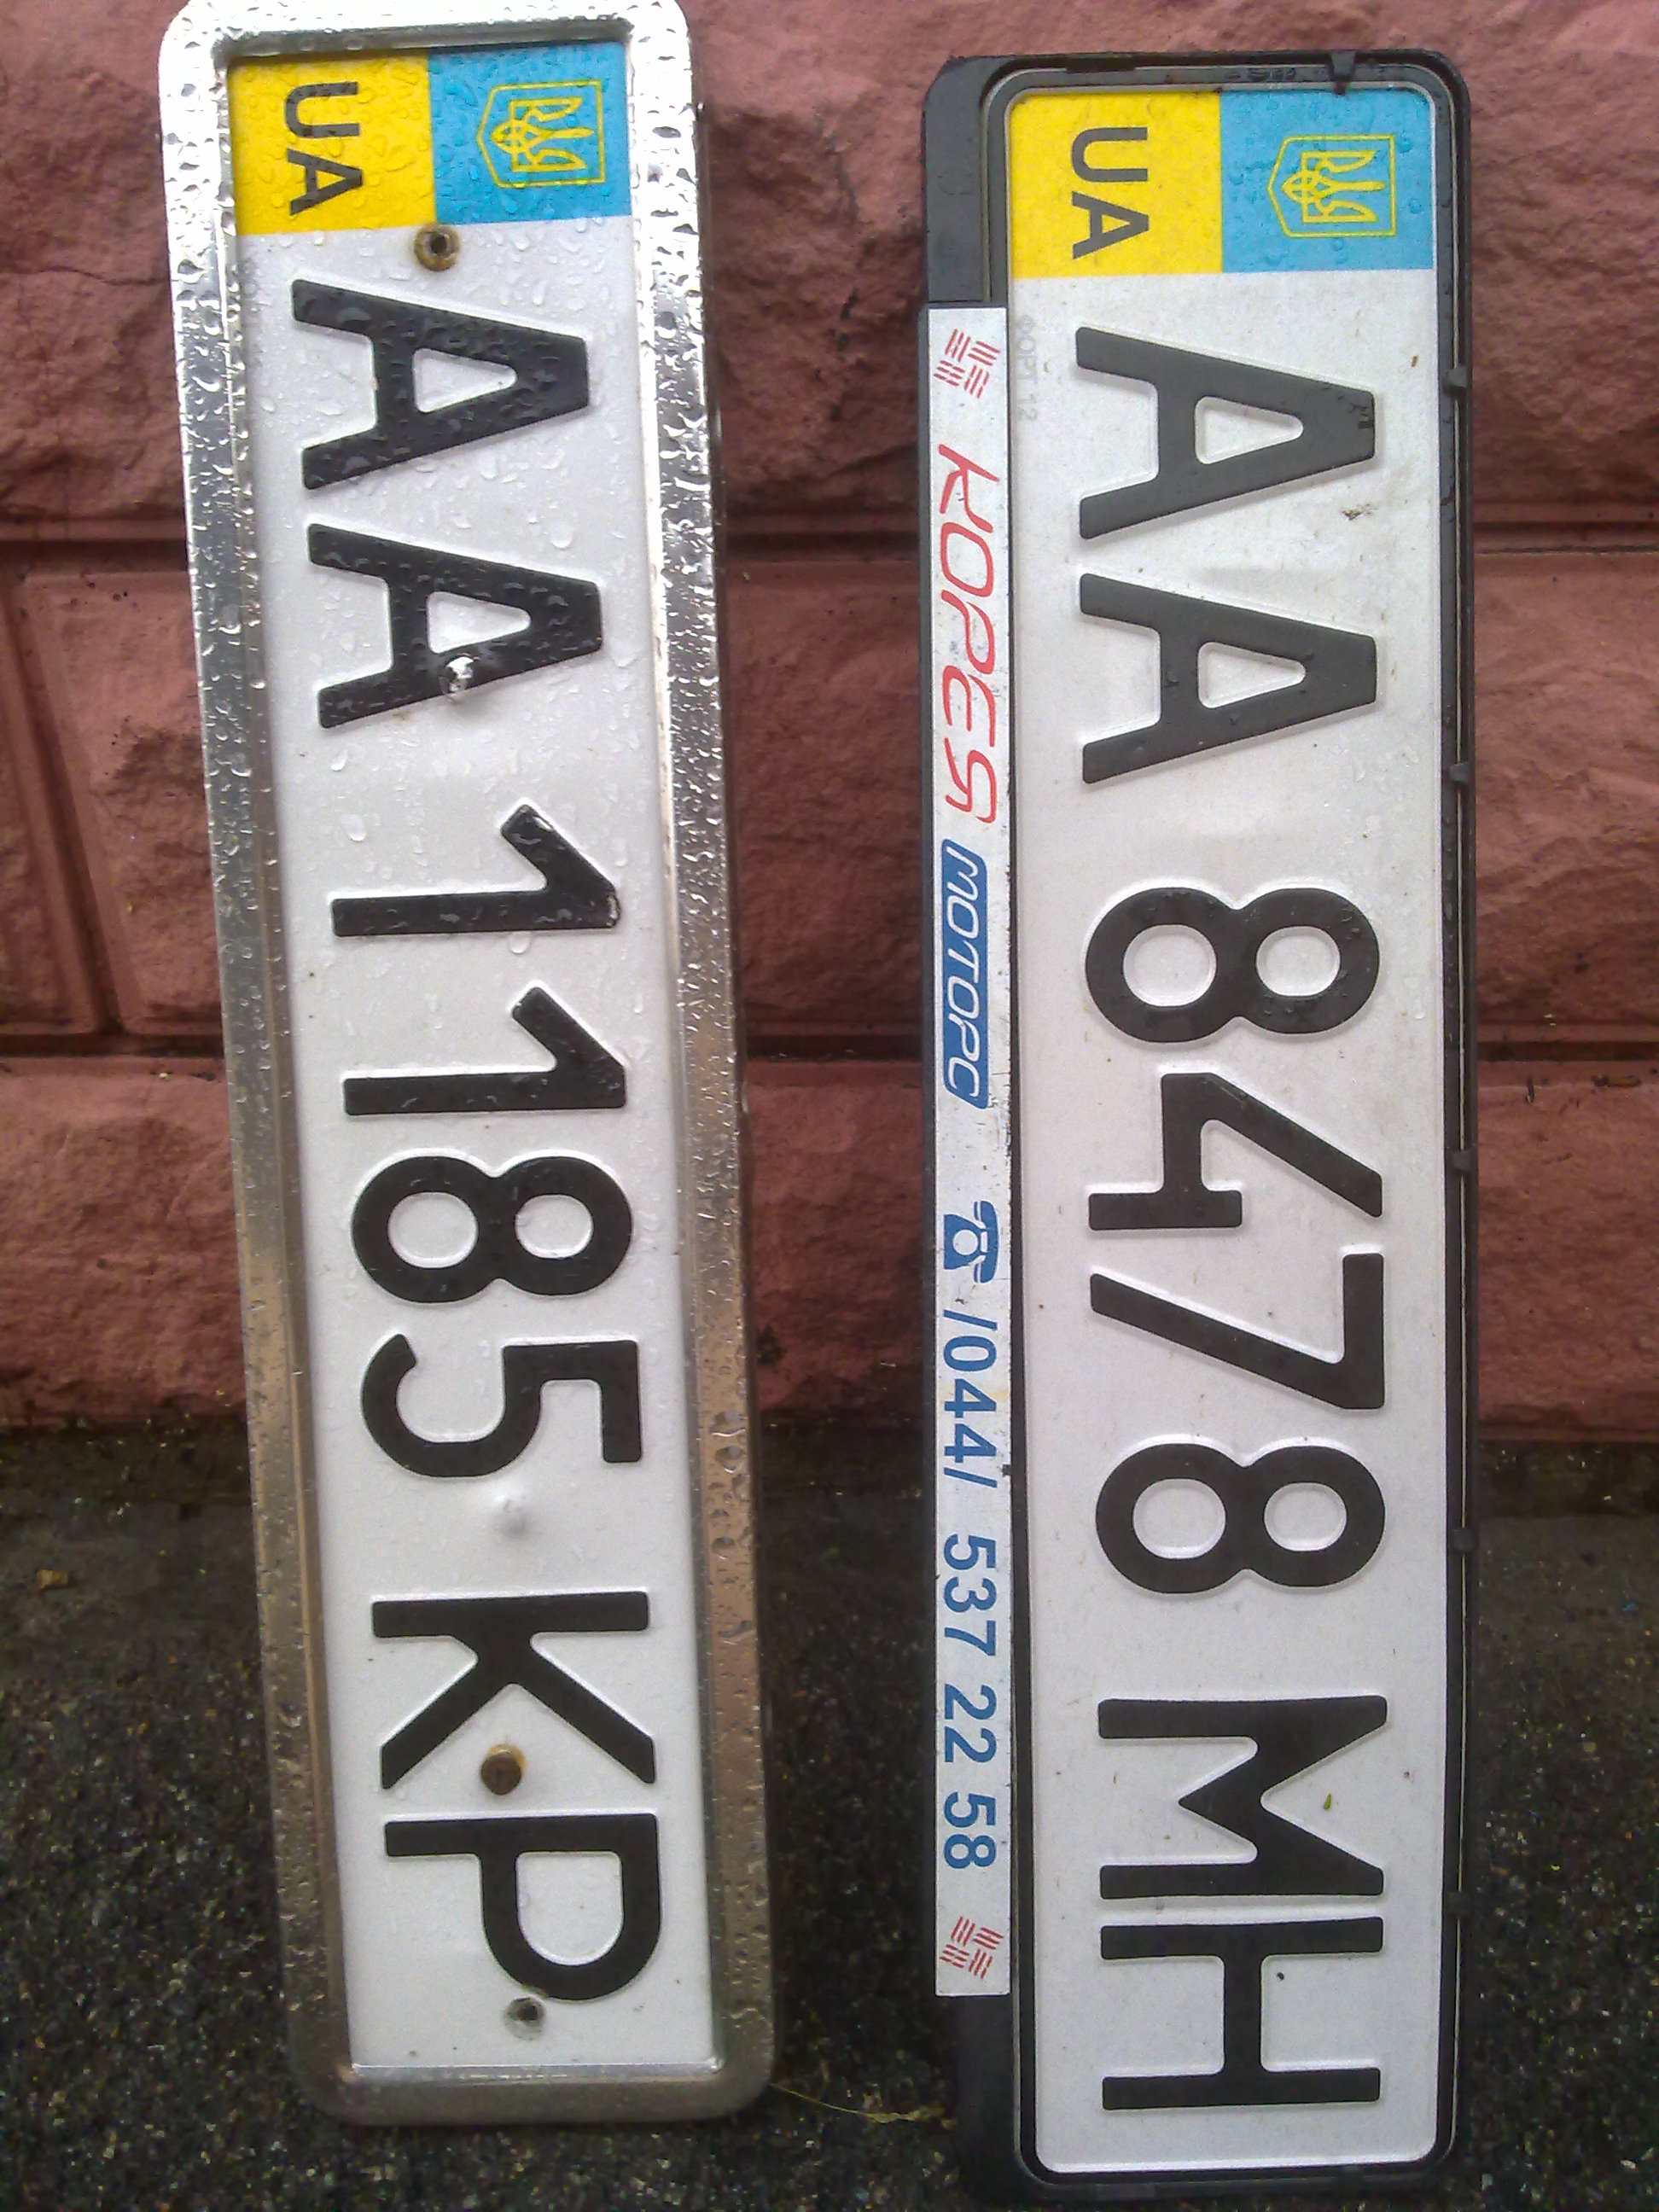 UA
AA 1185 KP
UA
AA 8478 MH
КОРЕЯ МОТОРС ☎ /044/ 537 22 58